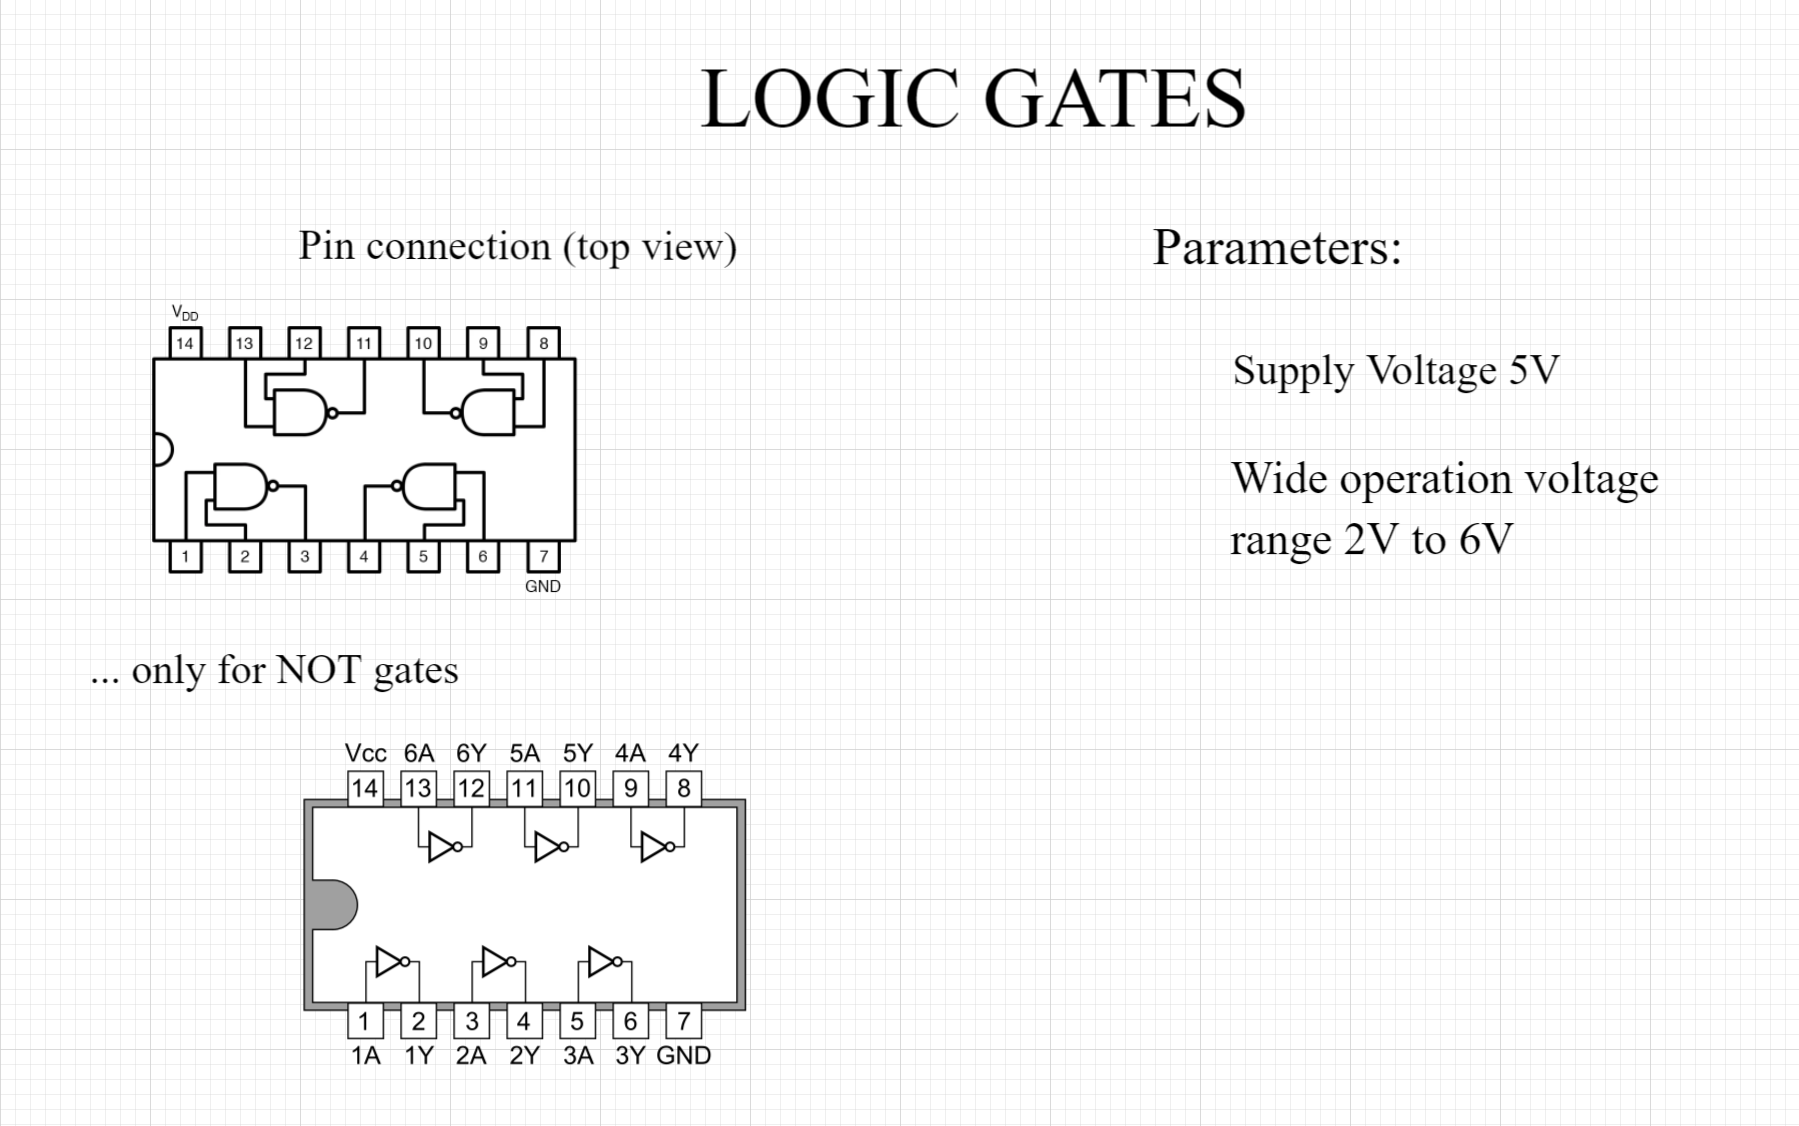 LOGIC GATES
Pin connection (top view)
VDD
14 13 12 11 10 9 8
1 2 3 4 5 6 7
GND
... only for NOT gates
Vcc 6A 6Y 5A 5Y 4A 4Y
14 13 12 11 10 9 8
1 2 3 4 5 6 7
1A 1Y 2A 2Y 3A 3Y GND
Parameters:
Supply Voltage 5V
Wide operation voltage
range 2V to 6V